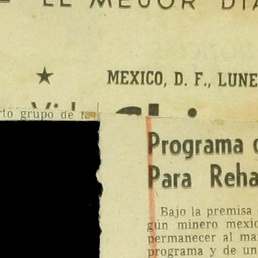 EL MEJOR DIA
★ MEXICO, D. F., LUNE
rto grupo de
Programa
Para Reha
Bajo la premisa
gún minero mexic
permanecer al ma
programa y de un